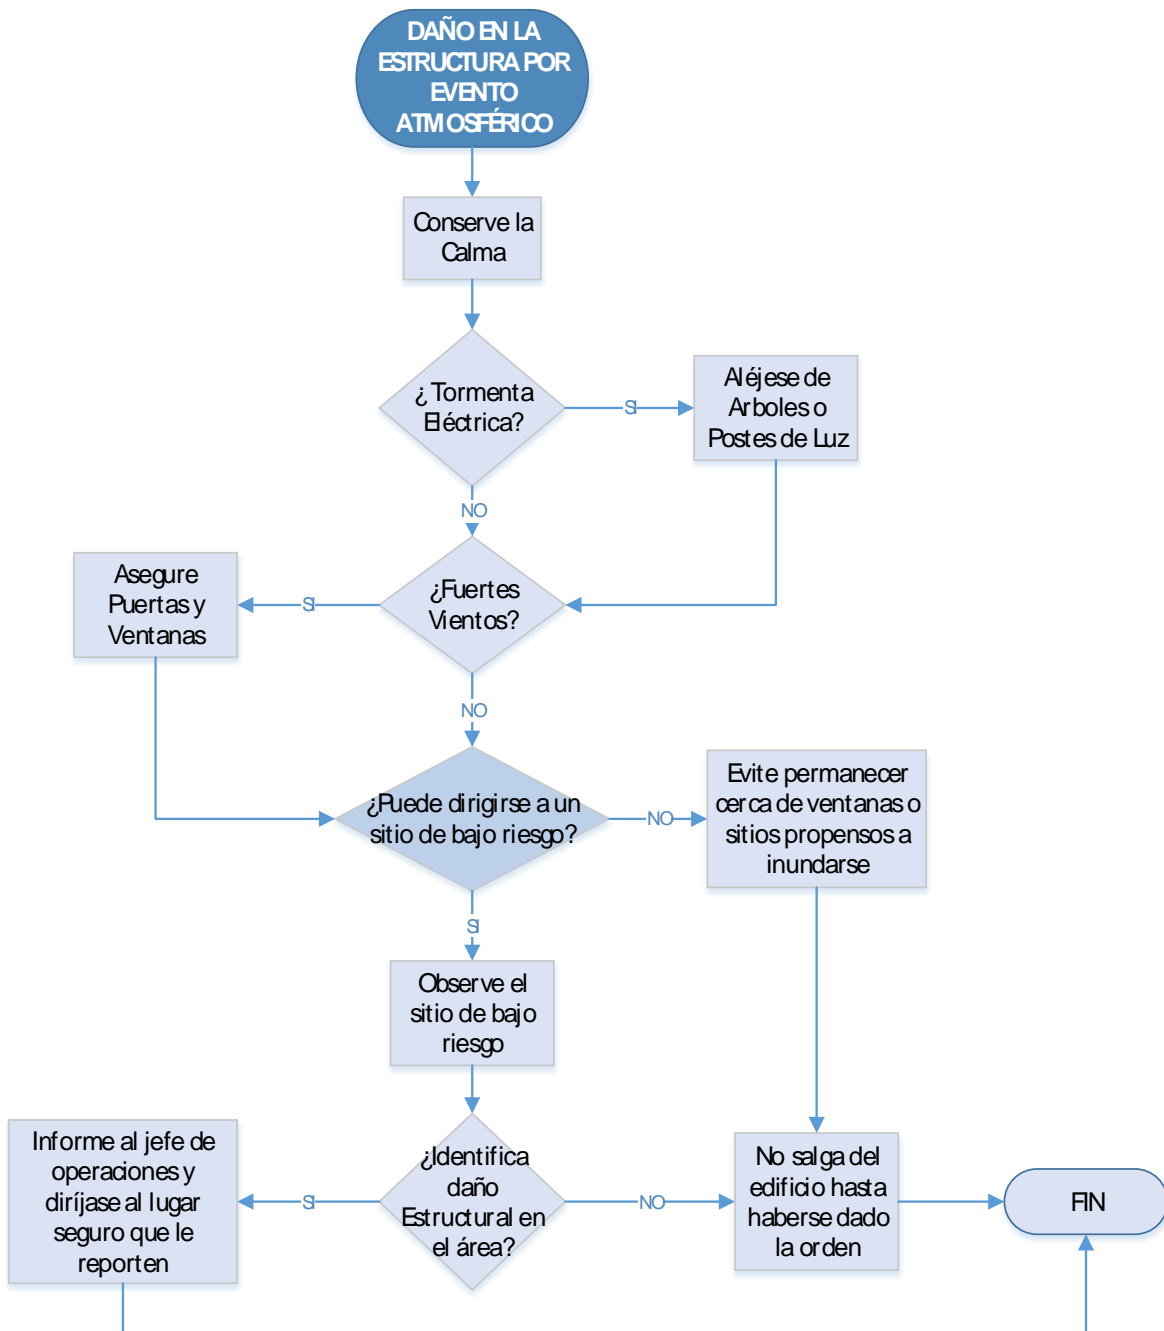 DAÑO EN LA
ESTRUCTURA POR
EVENTO
ATMOSFÉRICO
Conserve la
Calma
¿Tormenta
Eléctrica?
SI
Aléjese de
Arboles o
Postes de Luz
NO
Asegure
Puertas y
Ventanas
SI
¿Fuertes
Vientos?
NO
¿Puede dirigirse a un
sitio de bajo riesgo?
NO
Evite permanecer
cerca de ventanas o
sitios propensos a
inundarse
SI
Observe el
sitio de bajo
riesgo
Informe al jefe de
operaciones y
diríjase al lugar
seguro que le
reporten
SI
¿Identifica
daño
Estructural en
el área?
NO
No salga del
edificio hasta
haberse dado
la orden
FIN